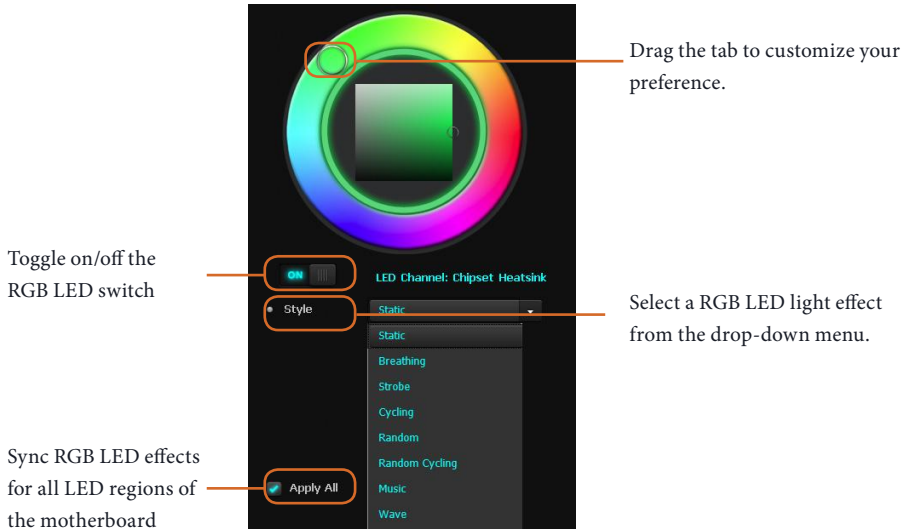 Drag the tab to customize your
preference.
Toggle on/off the
RGB LED switch
ON
LED Channel: Chipset Heatsink
Style
Static
Select a RGB LED light effect
from the drop-down menu.
Static
Breathing
Strobe
Cycling
Random
Random Cycling
Music
Wave
Sync RGB LED effects
for all LED regions of
the motherboard
Apply All